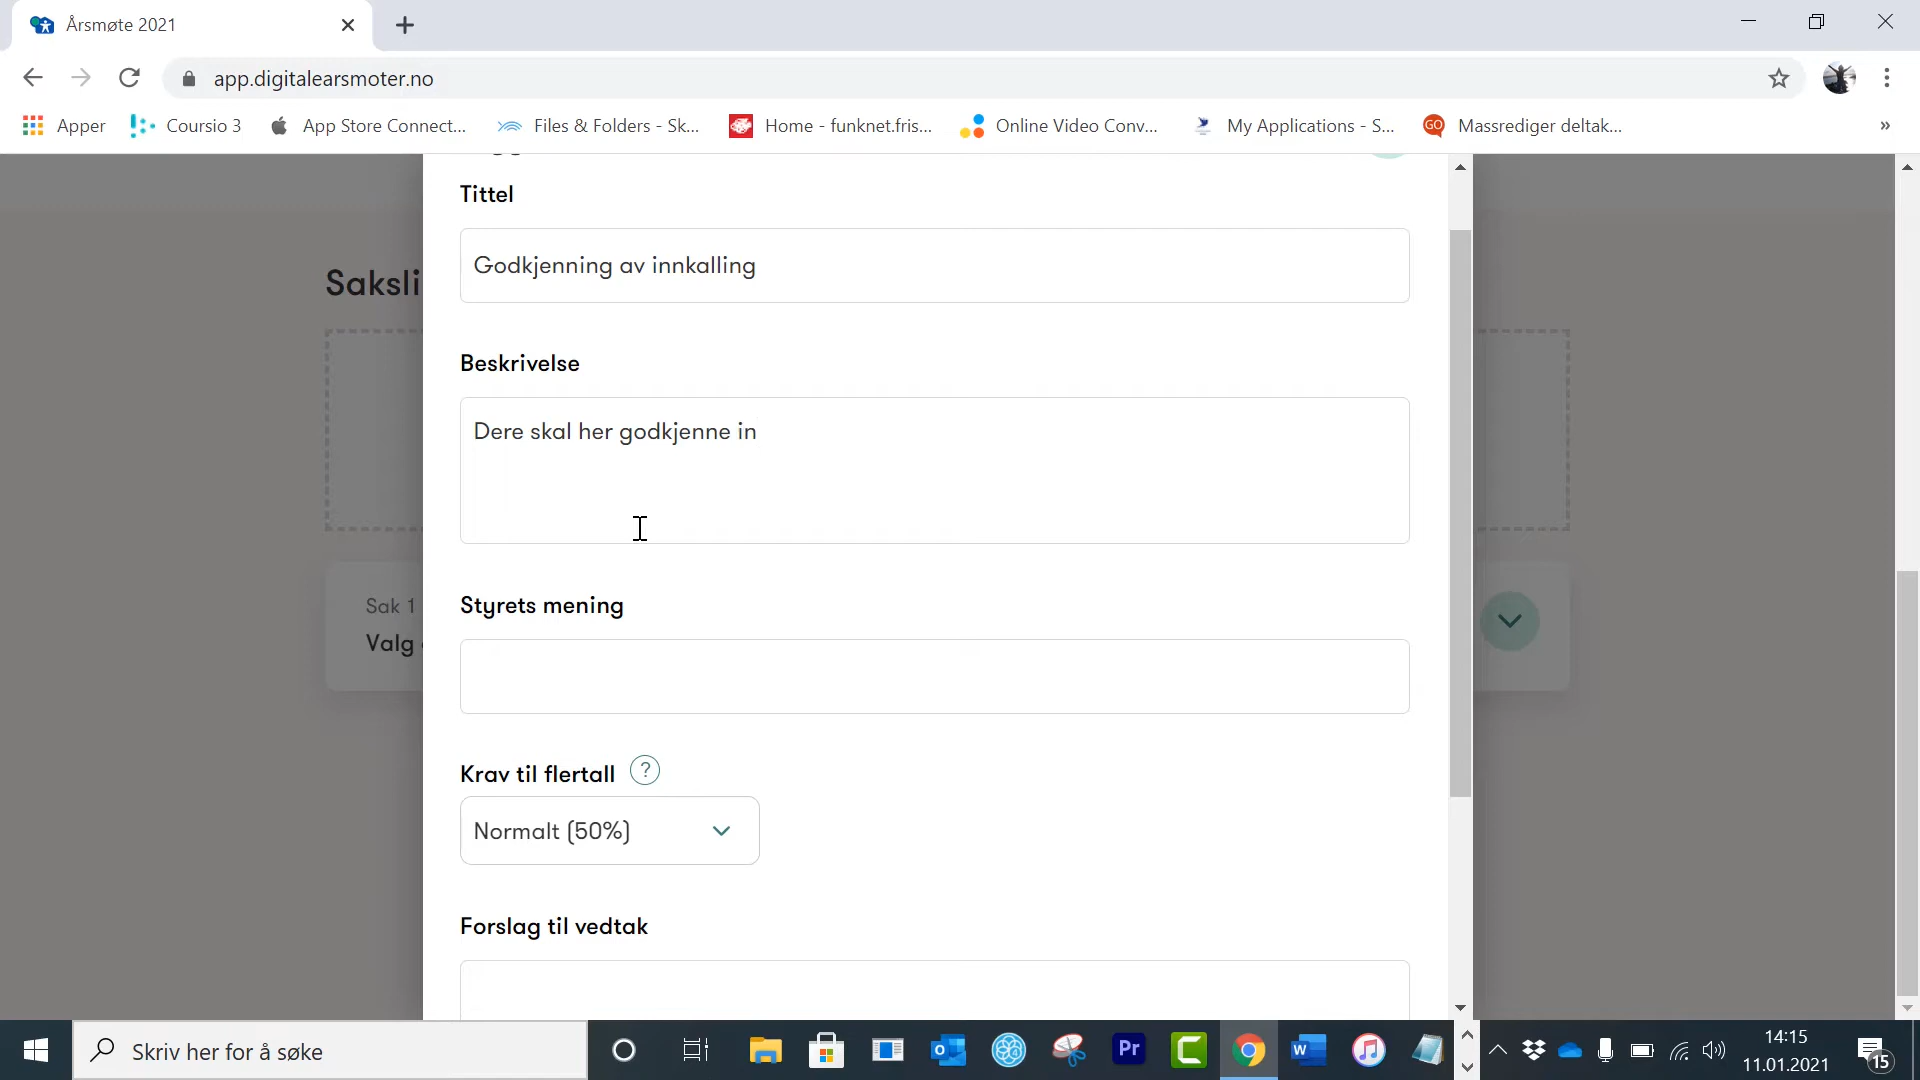 Årsmøte 2021
app.digitalearsmoter.no
Apper
Coursio 3
App Store Connect...
Files & Folders - Sk...
Home - funknet.fris...
Online Video Conv...
My Applications - S...
GO
Massrediger deltak...
»
Saksli
Tittel
Godkjenning av innkalling
Beskrivelse
Dere skal her godkjenne in
Sak 1
Valg
Styrets mening
Krav til flertall
?
Normalt (50%)
Forslag til vedtak
Skriv her for å søke
Pr
14:15
11.01.2021
15